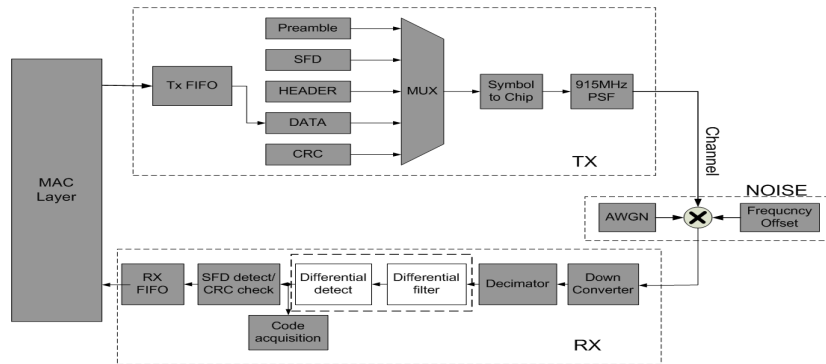 Preamble
SFD
HEADER
DATA
CRC
Tx FIFO
MUX
Symbol
to Chip
915MHz
PSF
TX
Channel
MAC
Layer
NOISE
AWGN
Frequcncy
Offset
RX
FIFO
SFD detect/
CRC check
Differential
detect
Differential
filter
Decimator
Down
Converter
Code
acquisition
RX